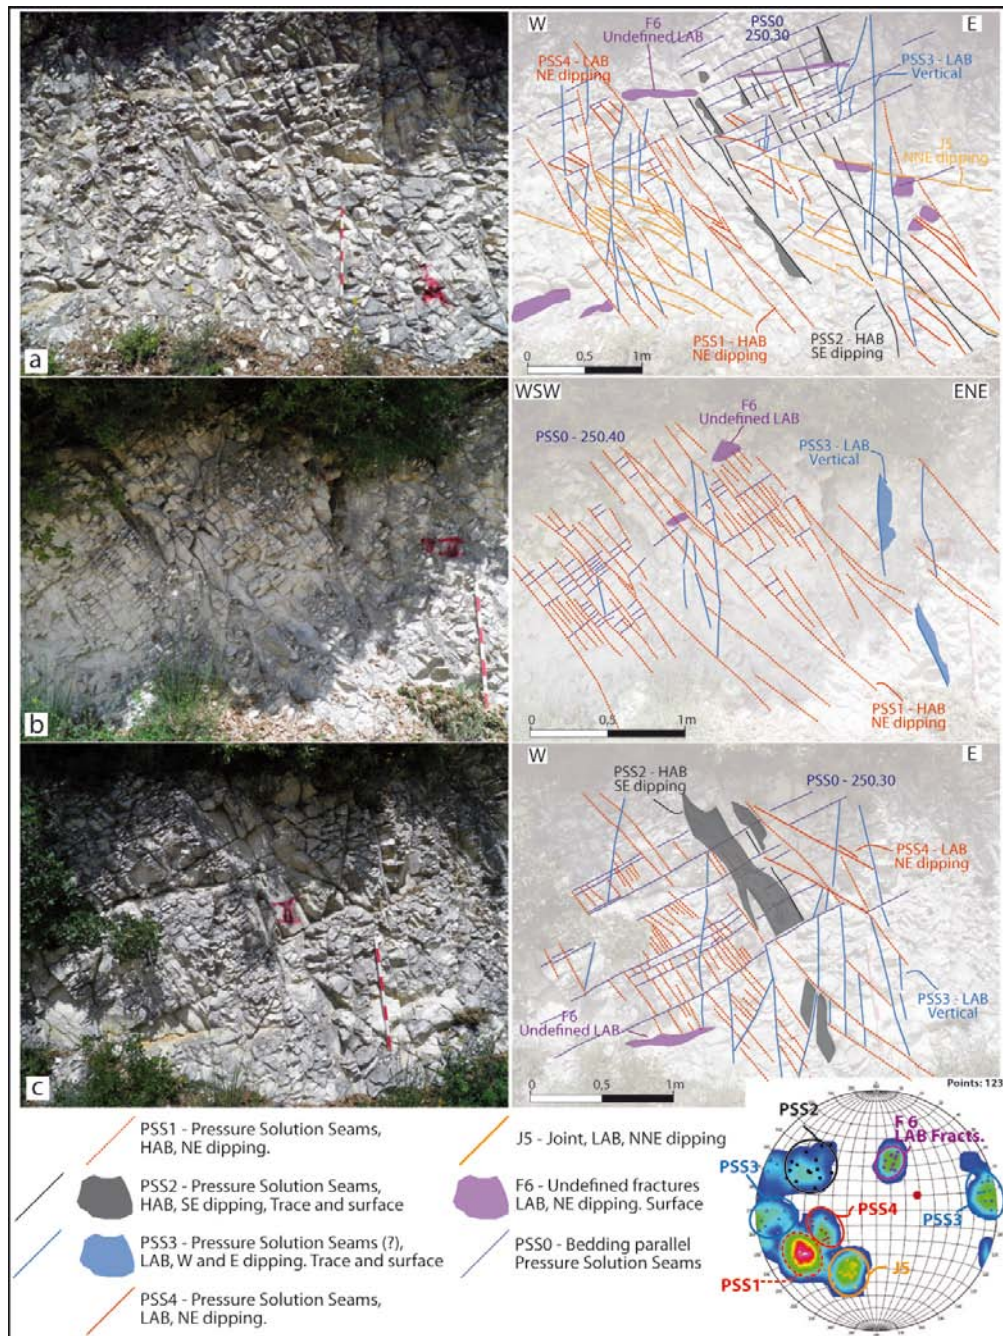 W
F6
Undefined LAB
PSS0
250.30
E
PSS4 - LAB
NE dipping
PSS3 - LAB
Vertical
J5
NNE dipping
PSS1 - HAB
NE dipping
PSS2 - HAB
SE dipping
0 0,5 1m
a
WSW
ENE
F6
Undefined LAB
PSS0 - 250.40
PSS3 - LAB
Vertical
PSS1 - HAB
NE dipping
0 1m
b
W
E
PSS2 - HAB
SE dipping
PSS0 - 250.30
PSS4 - LAB
NE dipping
PSS3 - LAB
Vertical
F6
Undefined LAB
0 0,5 1m
c
PSS1 - Pressure Solution Seams,
HAB, NE dipping.
PSS2 - Pressure Solution Seams,
HAB, SE dipping, Trace and surface
PSS3 - Pressure Solution Seams (?),
LAB, W and E dipping. Trace and surface
PSS4 - Pressure Solution Seams,
LAB, NE dipping.
J5 - Joint, LAB, NNE dipping
F6 - Undefined fractures
LAB, NE dipping. Surface
PSS0 - Bedding parallel
Pressure Solution Seams
Points: 123
PSS2
F 6
LAB Fracts.
PSS3
PSS4
PSS3
PSS1
J5